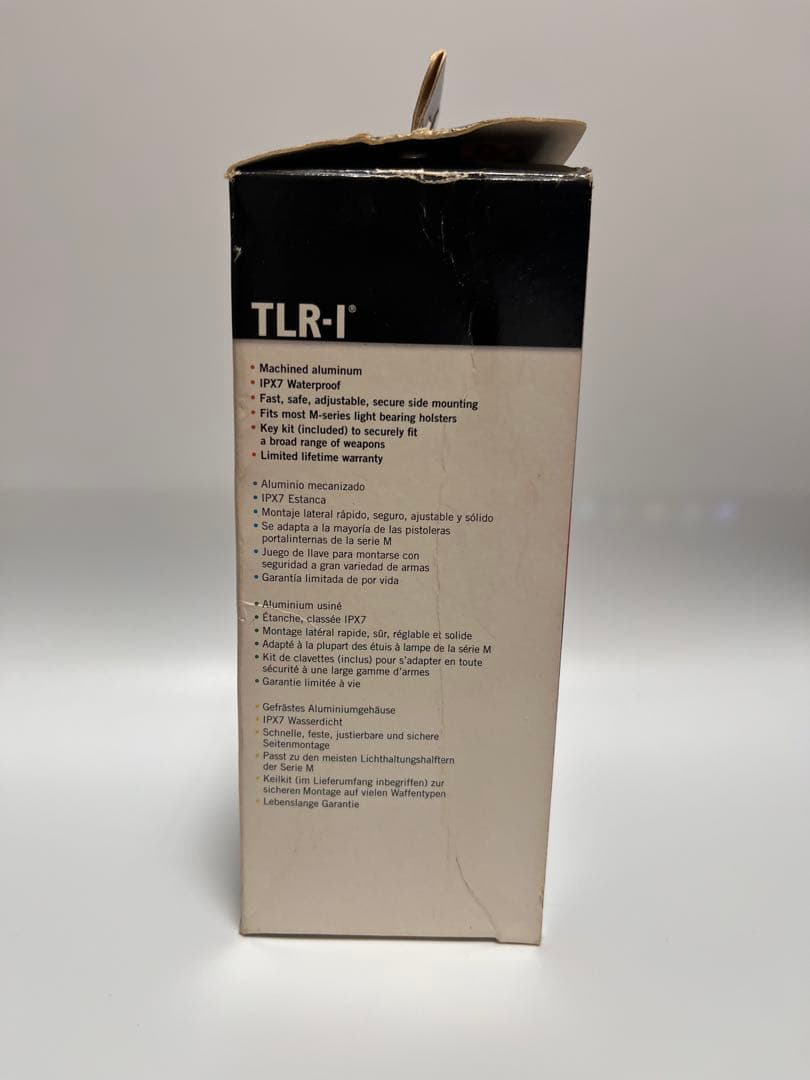 TLR-1®
• Machined aluminum
• IPX7 Waterproof
• Fast, safe, adjustable, secure side mounting
• Fits most M-series light bearing holsters
• Key kit (included) to securely fit
a broad range of weapons
• Limited lifetime warranty
• Aluminio mecanizado
• IPX7 Estanca
• Montaje lateral rápido, seguro, ajustable y sólido
• Se adapta a la mayoría de las pistoleras
portalinternas de la serie M
• Juego de llave para montarse con
seguridad a gran variedad de armas
• Garantía limitada de por vida
• Aluminium usiné
• Étanche, classée IPX7
• Montage latéral rapide, sûr, réglable et solide
• Adapté à la plupart des étuis à lampe de la série M
• Kit de clavettes (inclus) pour s'adapter en toute
sécurité à une large gamme d'armes
• Garantie limitée à vie
• Gefrästes Aluminiumgehäuse
• IPX7 Wasserdicht
• Schnelle, feste, justierbare und sichere
Seitenmontage
• Passt zu den meisten Lichthaltungshalftern
der Serie M
• Keilkit (im Lieferumfang inbegriffen) zur
sicheren Montage auf vielen Waffentypen
• Lebenslange Garantie